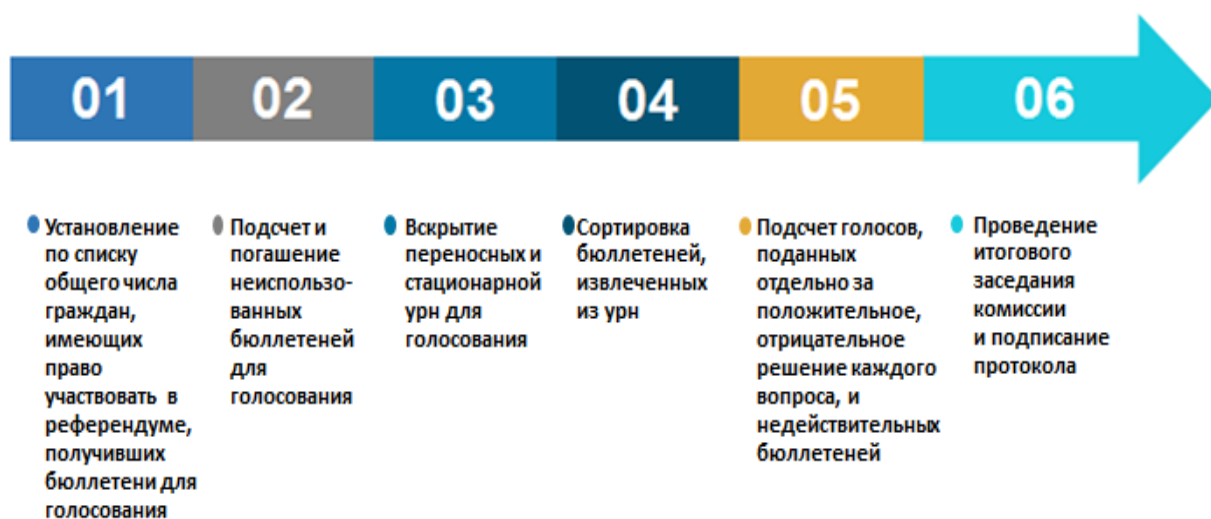 01
02
03
04
05
06
Установление
по списку
общего числа
граждан,
имеющих
право
участвовать в
референдуме,
получивших
бюллетени для
голосования
Подсчет и
погашение
неиспользо-
ванных
бюллетеней
для
голосования
Вскрытие
переносных и
стационарной
урн для
голосования
Сортировка
бюллетеней,
извлеченных
из урн
Подсчет голосов,
поданных
отдельно за
положительное,
отрицательное
решение каждого
вопроса, и
недействительных
бюллетеней
Проведение
итогового
заседания
комиссии
и подписание
протокола